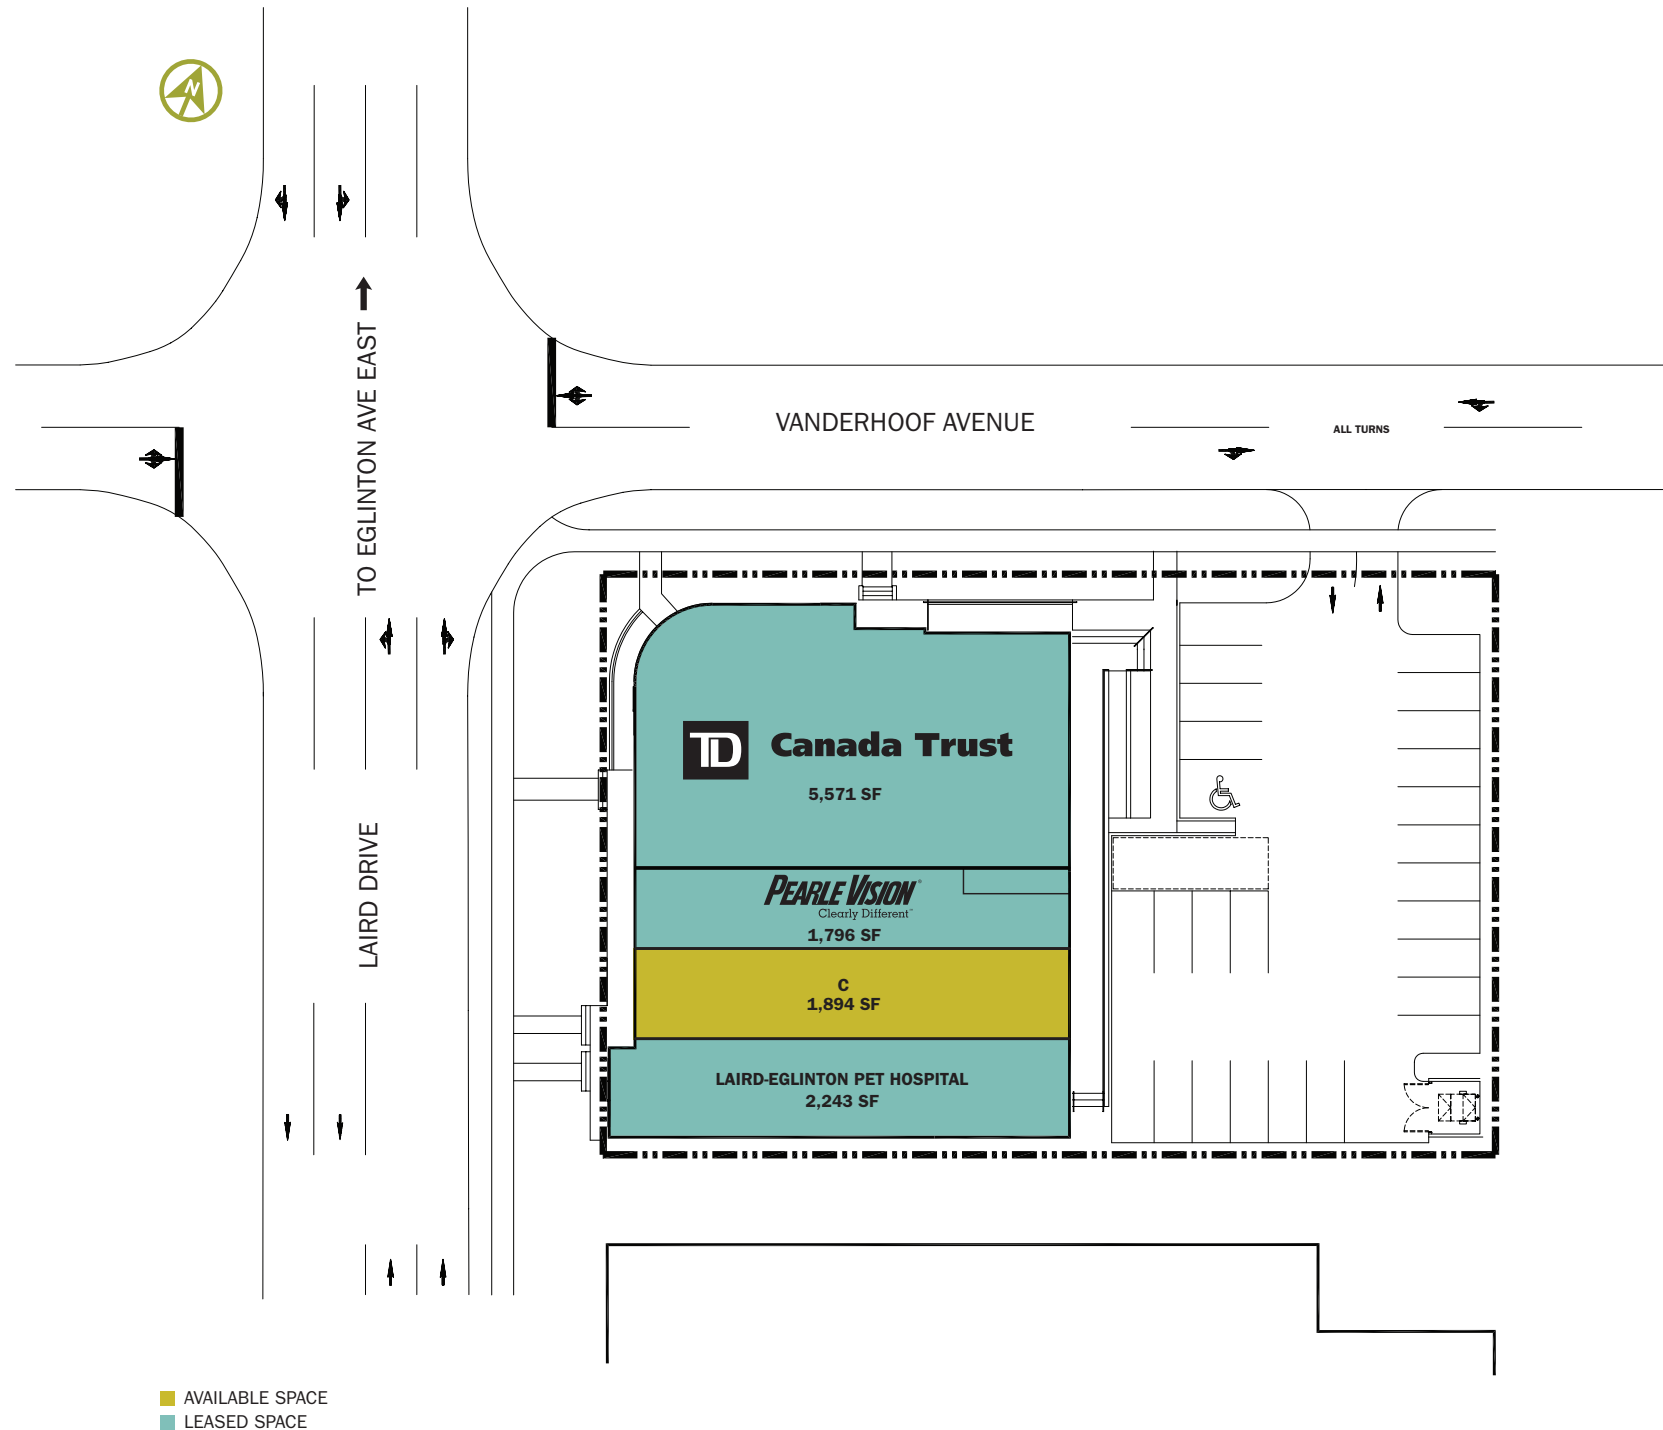 N
TO EGLINTON AVE EAST
VANDERHOOF AVENUE
ALL TURNS
LAIRD DRIVE
TD Canada Trust
5,571 SF
PEARLE VISION®
Clearly Different™
1,796 SF
C
1,894 SF
LAIRD-EGLINTON PET HOSPITAL
2,243 SF
AVAILABLE SPACE
LEASED SPACE